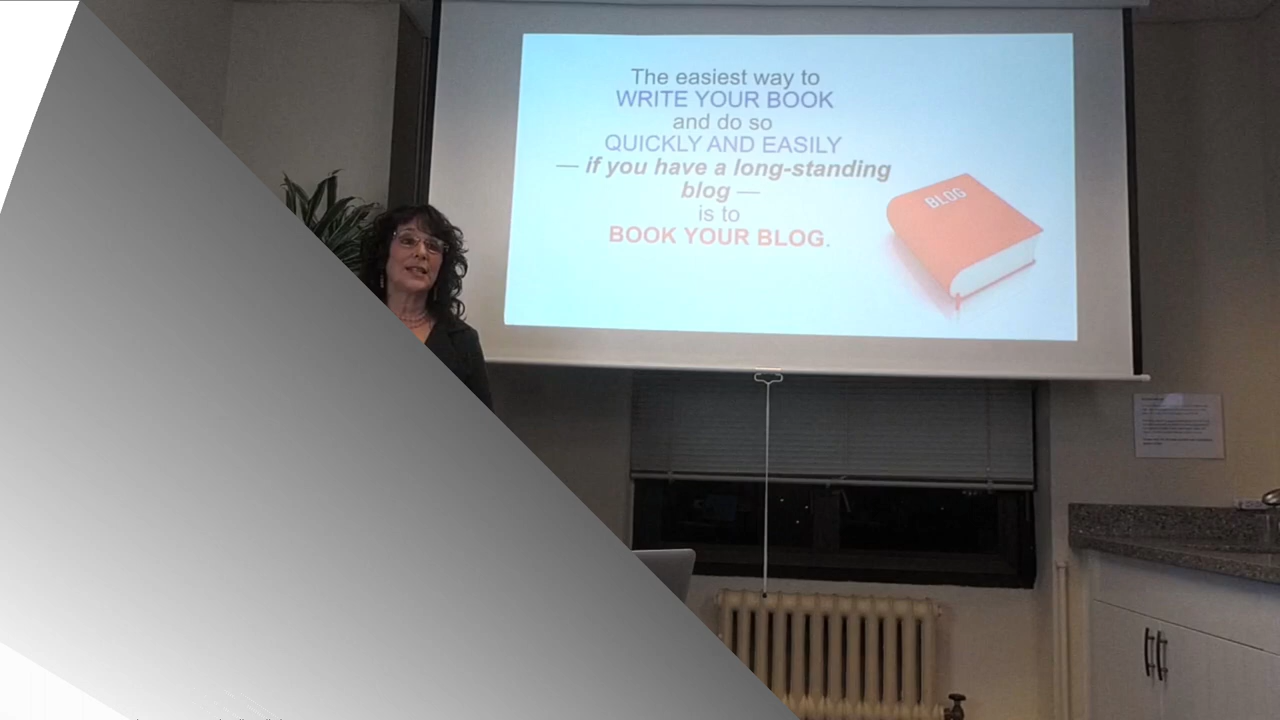 The easiest way to
WRITE YOUR BOOK
and do so
QUICKLY AND EASILY
— if you have a long-standing
blog —
is to
BOOK YOUR BLOG.
BLOG